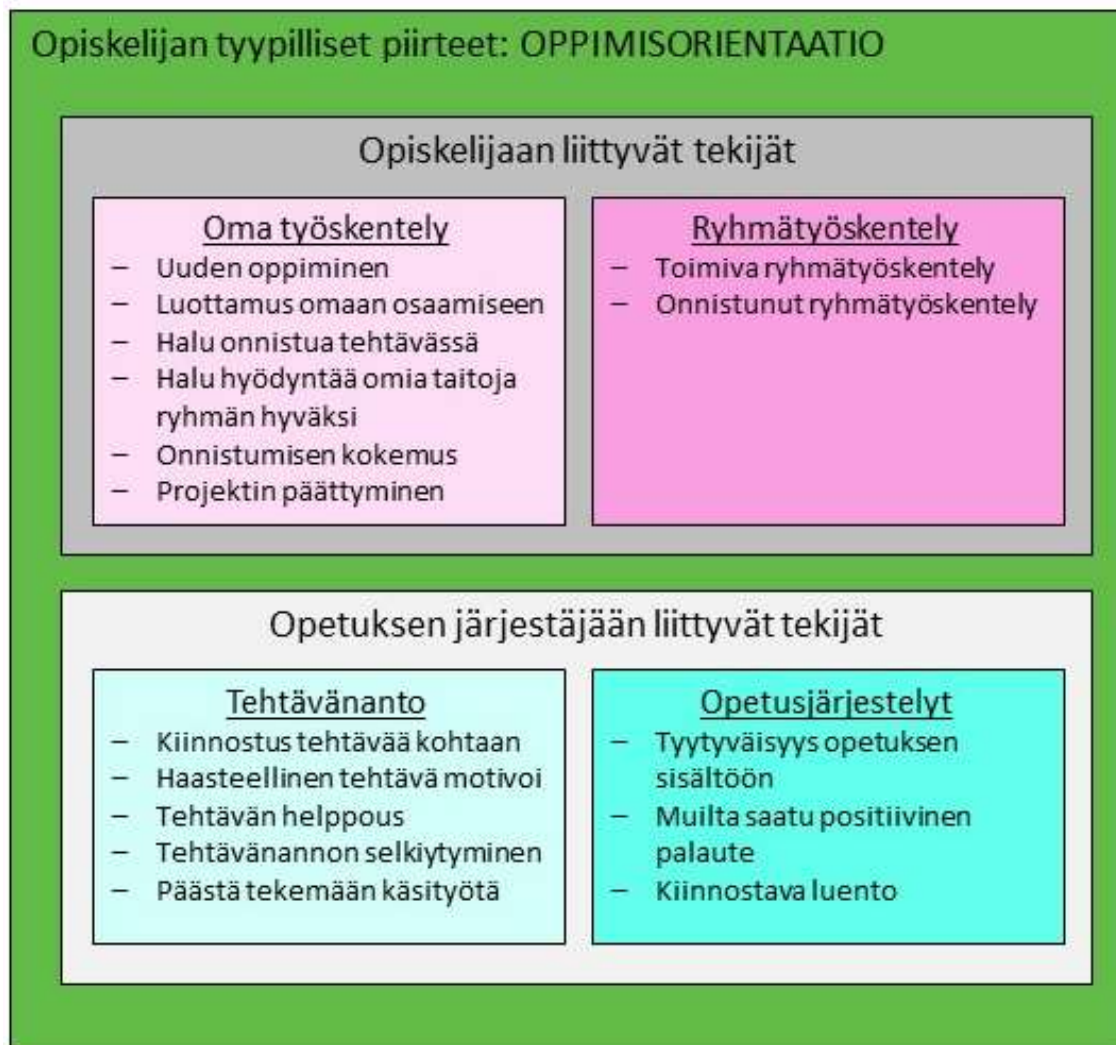 Opiskelijan tyypilliset piirteet: OPPIMISORIENTAATIO
Opiskelijaan liittyvät tekijät
Oma työskentely
– Uuden oppiminen
– Luottamus omaan osaamiseen
– Halu onnistua tehtävässä
– Halu hyödyntää omia taitoja
ryhmän hyväksi
– Onnistumisen kokemus
– Projektin päättyminen
Ryhmätyöskentely
– Toimiva ryhmätyöskentely
– Onnistunut ryhmätyöskentely
Opetuksen järjestäjään liittyvät tekijät
Tehtävänanto
– Kiinnostus tehtävää kohtaan
– Haasteellinen tehtävä motivoi
– Tehtävän helppous
– Tehtävänannon selkiytyminen
– Päästä tekemään käsityötä
Opetusjärjestelyt
– Tyytyväisyys opetuksen
sisältöön
– Muilta saatu positiivinen
palaute
– Kiinnostava luento